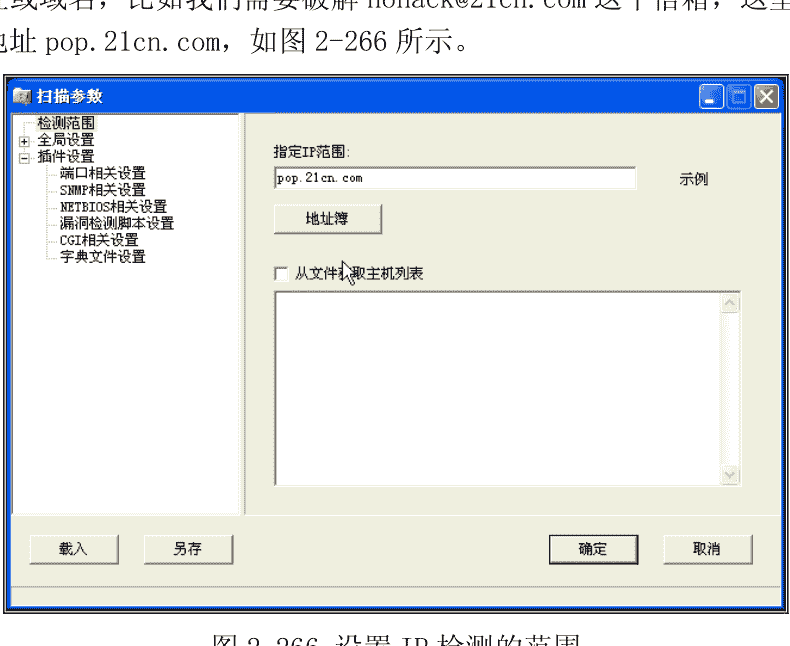 址或域名，比如我们需要破解 nohack@21cn.com 这个信箱，这里
地址 pop.21cn.com，如图 2-266 所示。
扫描参数
检测范围
全局设置
插件设置
端口相关设置
SNMP相关设置
NETBIOS相关设置
漏洞检测脚本设置
CGI相关设置
字典文件设置
指定IP范围:
pop.21cn.com
示例
地址簿
从文件获取主机列表
载入
另存
确定
取消
图 2-266 设置 IP 检测的范围